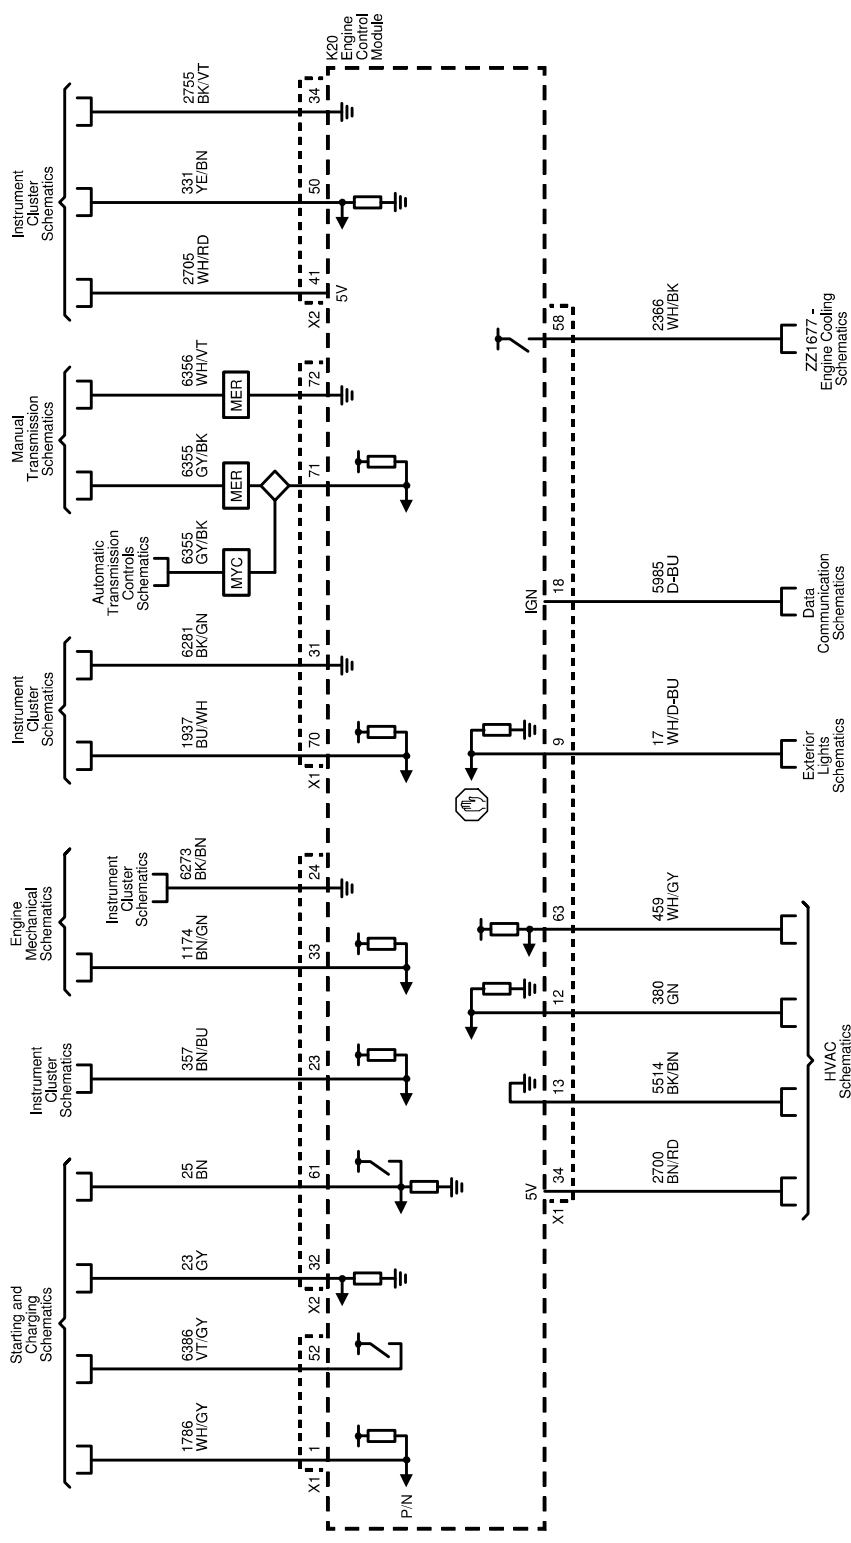 K20
Engine
Control
Module
Starting and
Charging
Schematics
1786
WH/GY
1
X1
P/N
6386
VT/GY
52
23
GY
32
X2
25
BN
61
Instrument
Cluster
Schematics
357
BN/BU
23
Engine
Mechanical
Schematics
1174
BN/GN
33
Instrument
Cluster
Schematics
6273
BK/BN
24
Instrument
Cluster
Schematics
1937
BU/WH
70
X1
6281
BK/GN
31
Automatic
Transmission
Controls
Schematics
6355
GY/BK
MYC
Manual
Transmission
Schematics
6355
GY/BK
MER
71
6356
WH/VT
MER
72
Instrument
Cluster
Schematics
2705
WH/RD
41
X2
5V
331
YE/BN
50
2755
BK/VT
34
5V
34
X1
2700
BN/RD
13
5514
BK/BN
12
380
GN
63
459
WH/GY
HVAC
Schematics
9
17
WH/D-BU
Exterior
Lights
Schematics
IGN
18
5985
D-BU
Data
Communication
Schematics
58
2366
WH/BK
ZZ1677 -
Engine Cooling
Schematics